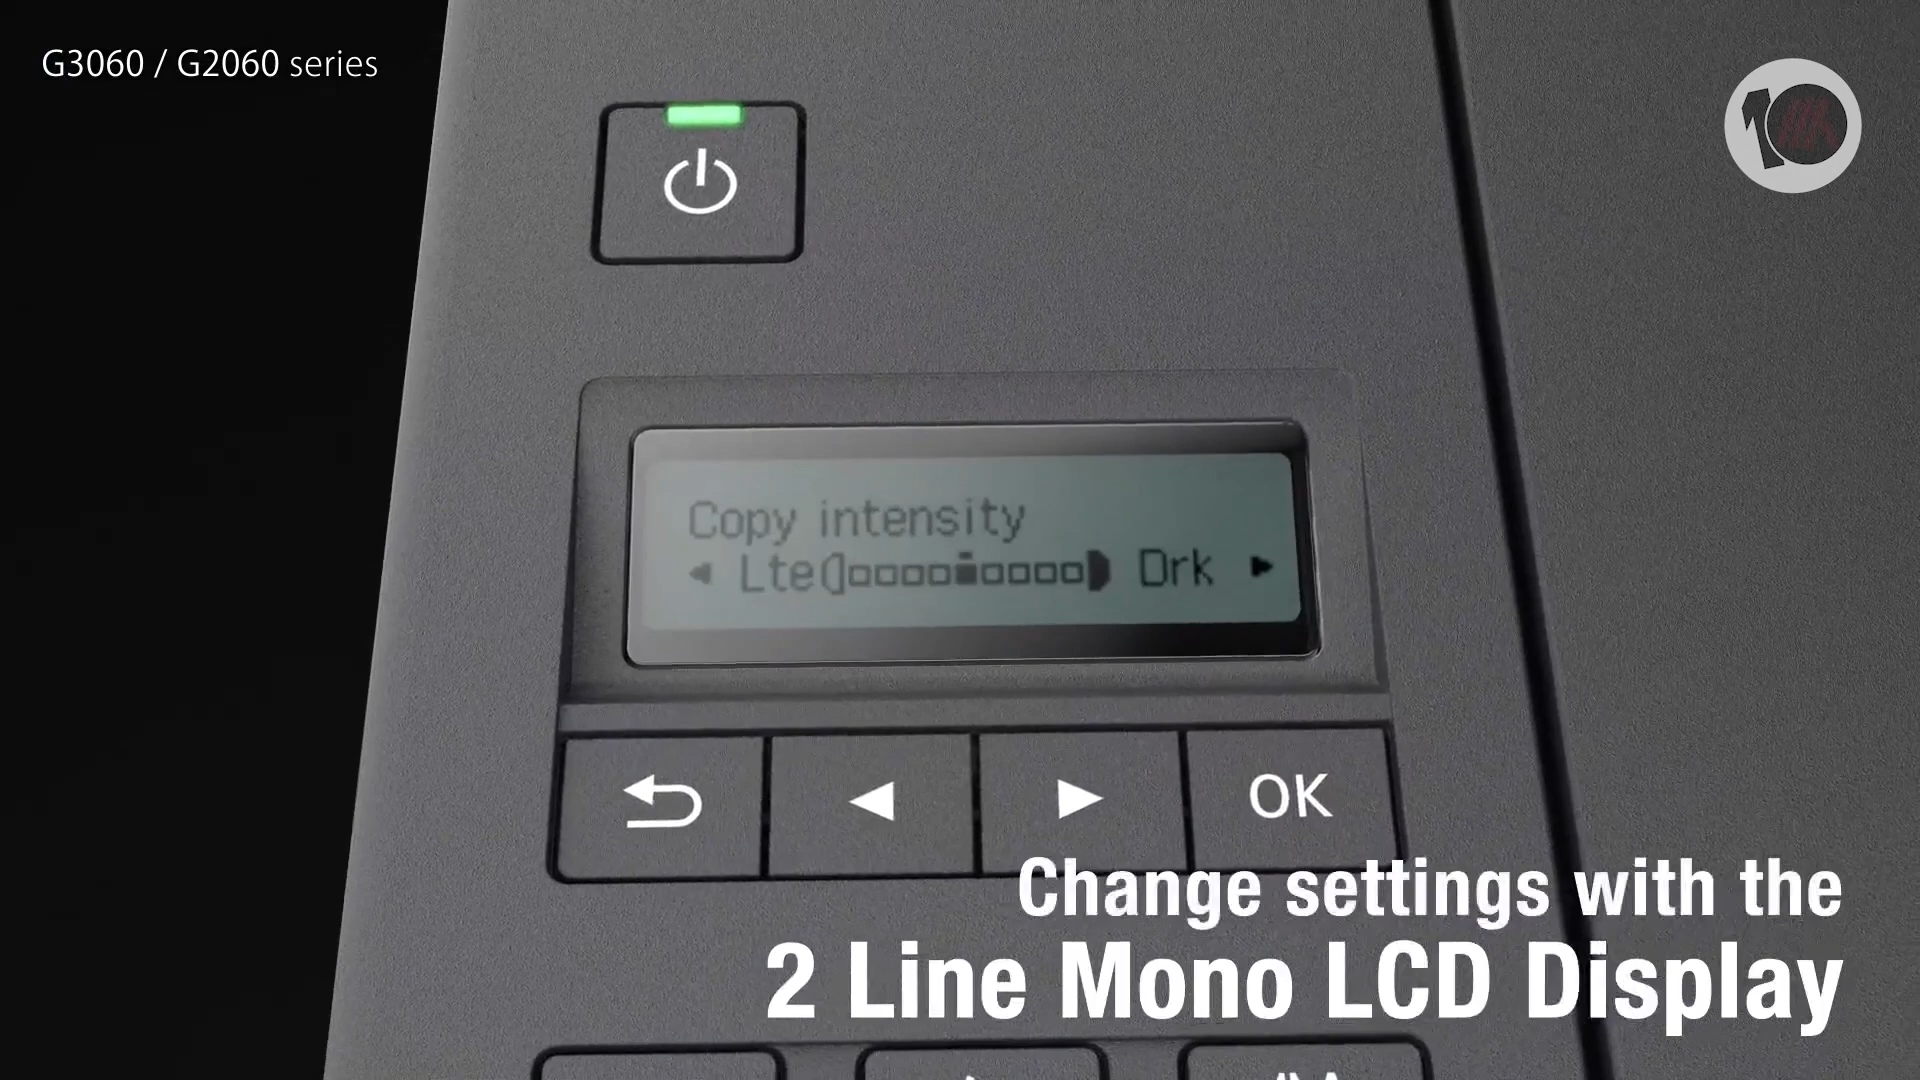 G3060 / G2060 series
Copy intensity
Lte Drk
OK
Change settings with the
2 Line Mono LCD Display